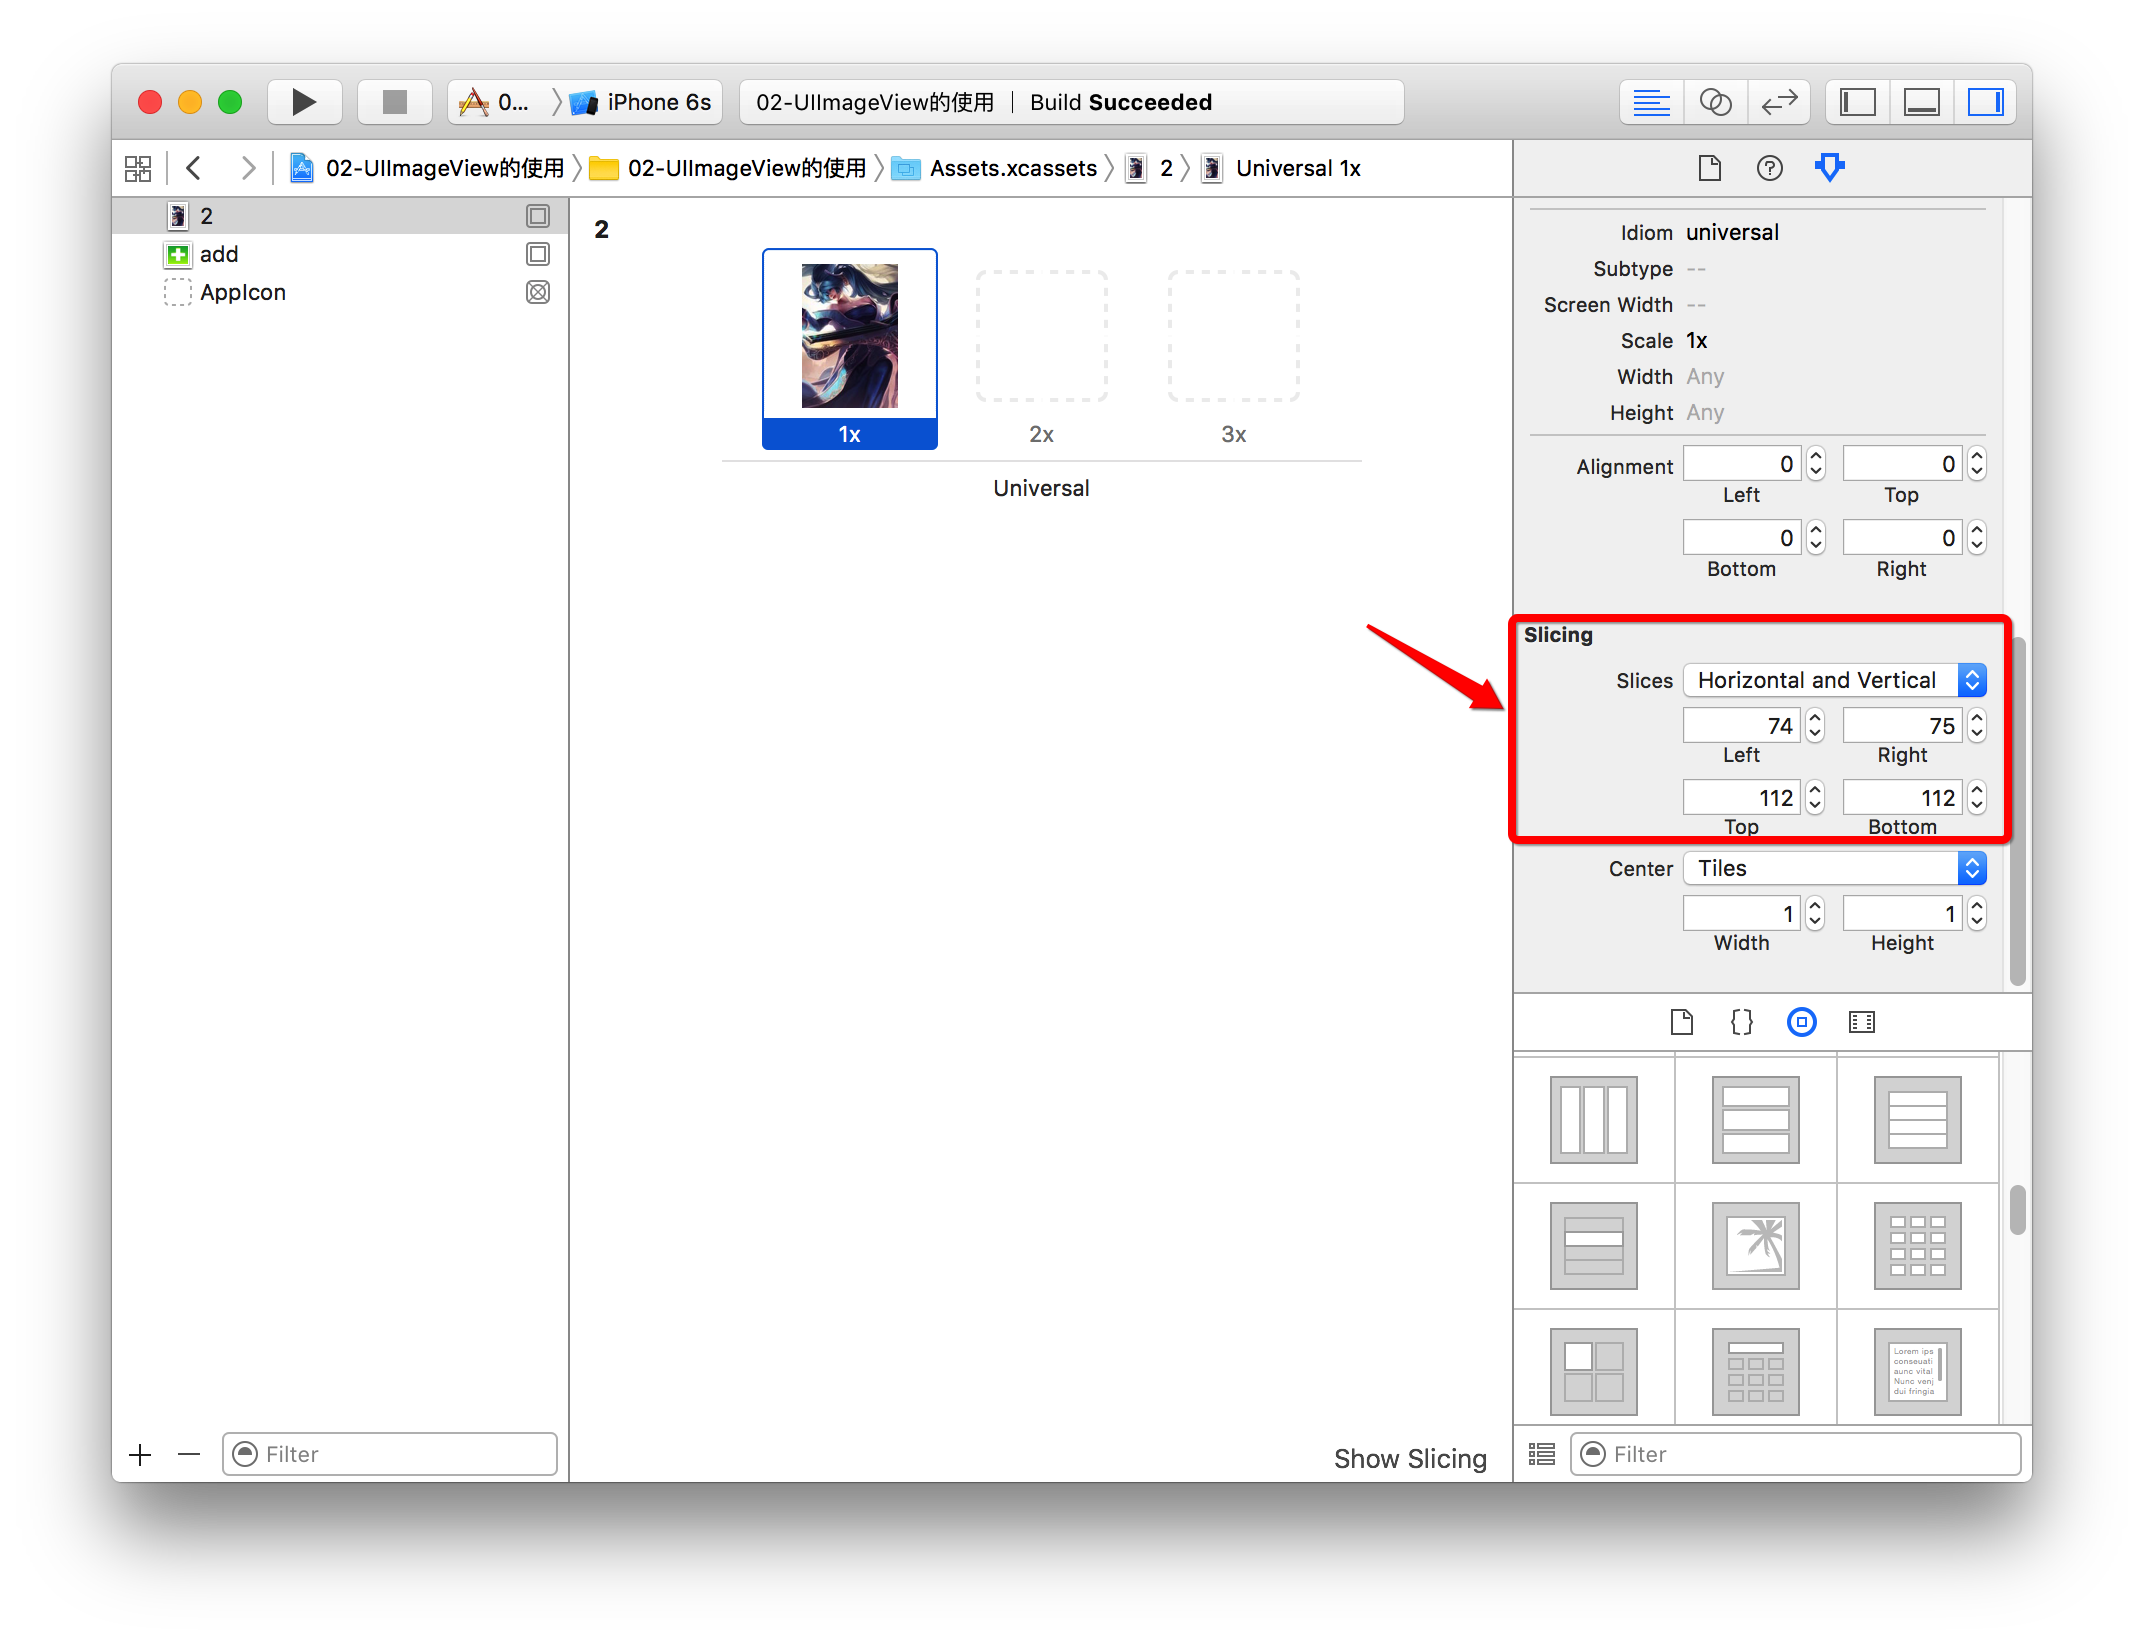 0... iPhone 6s 02-UIImageView的使用 | Build Succeeded
02-UIImageView的使用 02-UIImageView的使用 Assets.xcassets 2 Universal 1x
2
add
AppIcon
2
1x 2x 3x
Universal
Idiom universal
Subtype --
Screen Width --
Scale 1x
Width Any
Height Any
Alignment 0 0
Left Top
0 0
Bottom Right
Slicing
Slices Horizontal and Vertical
74 75
Left Right
112 112
Top Bottom
Center Tiles
1 1
Width Height
{}
Lorem ips
conseuati
aunc vital
Nunc venj
dui fringia
Filter
Show Slicing
Filter